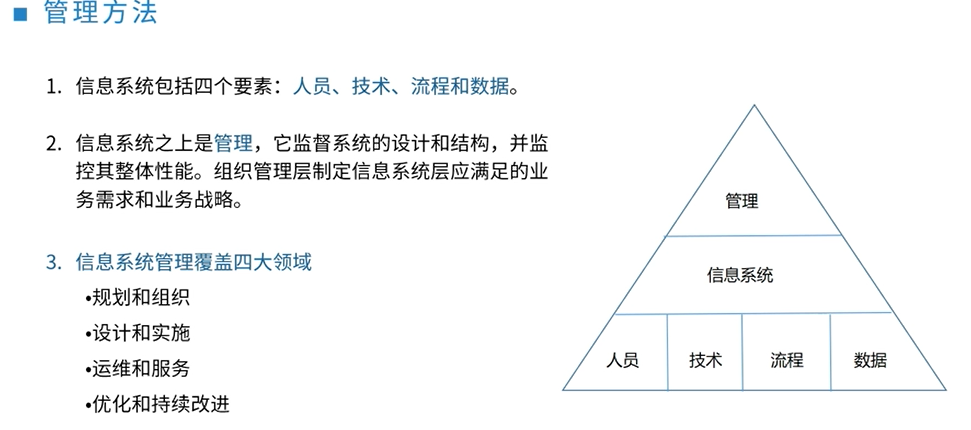 ■ 管理方法
1. 信息系统包括四个要素：人员、技术、流程和数据。
2. 信息系统之上是管理，它监督系统的设计和结构，并监
控其整体性能。组织管理层制定信息系统层应满足的业
务需求和业务战略。
3. 信息系统管理覆盖四大领域
•规划和组织
•设计和实施
•运维和服务
•优化和持续改进
管理
信息系统
人员 技术 流程 数据